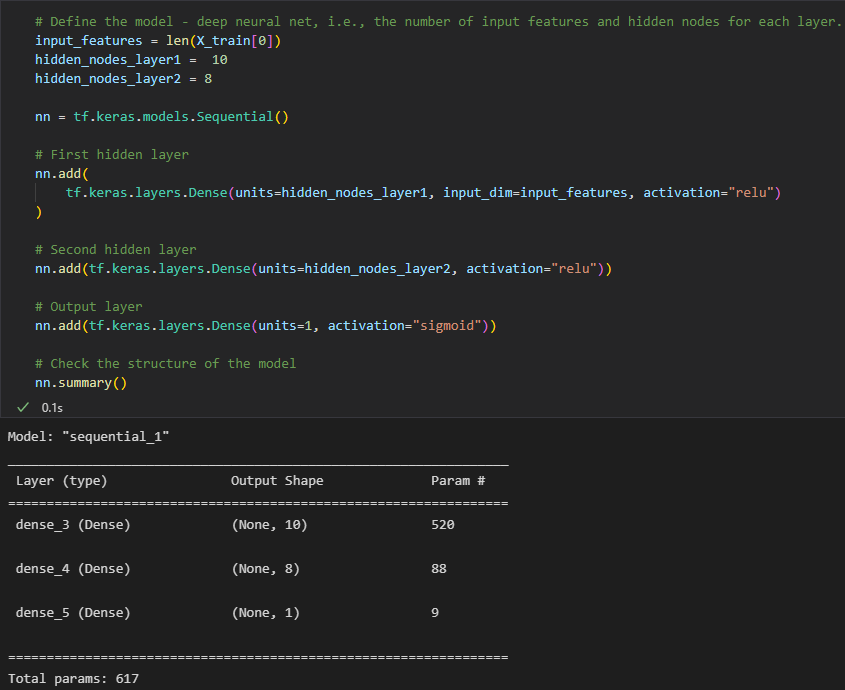 # Define the model - deep neural net, i.e., the number of input features and hidden nodes for each layer.
input_features = len(X_train[0])
hidden_nodes_layer1 =  10
hidden_nodes_layer2 = 8
nn = tf.keras.models.Sequential()
# First hidden layer
nn.add(
    tf.keras.layers.Dense(units=hidden_nodes_layer1, input_dim=input_features, activation="relu")
)
# Second hidden layer
nn.add(tf.keras.layers.Dense(units=hidden_nodes_layer2, activation="relu"))
# Output layer
nn.add(tf.keras.layers.Dense(units=1, activation="sigmoid"))
# Check the structure of the model
nn.summary()
✓ 0.1s
Model: "sequential_1"
_________________________________________________________________
Layer (type) Output Shape Param #
=================================================================
dense_3 (Dense) (None, 10) 520
dense_4 (Dense) (None, 8) 88
dense_5 (Dense) (None, 1) 9
=================================================================
Total params: 617